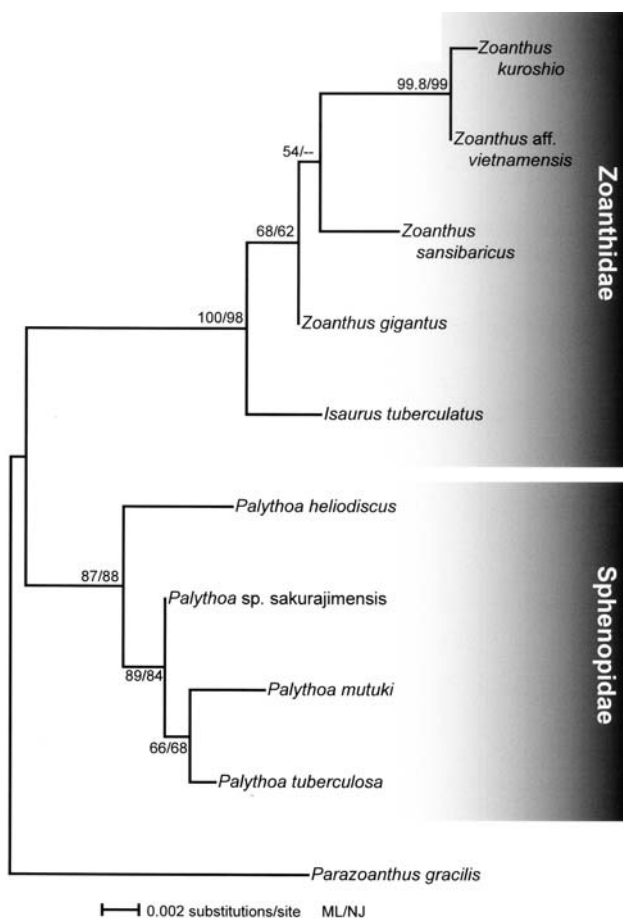 Zoanthus
kuroshio
99.8/99
Zoanthus aff.
vietnamensis
54/--
Zoanthus
sansibaricus
68/62
Zoanthus gigantus
100/98
Isaurus tuberculatus
Zoanthidae
Palythoa heliodiscus
87/88
Palythoa sp. sakurajimensis
89/84
Palythoa mutuki
66/68
Palythoa tuberculosa
Sphenopidae
Parazoanthus gracilis
0.002 substitutions/site ML/NJ